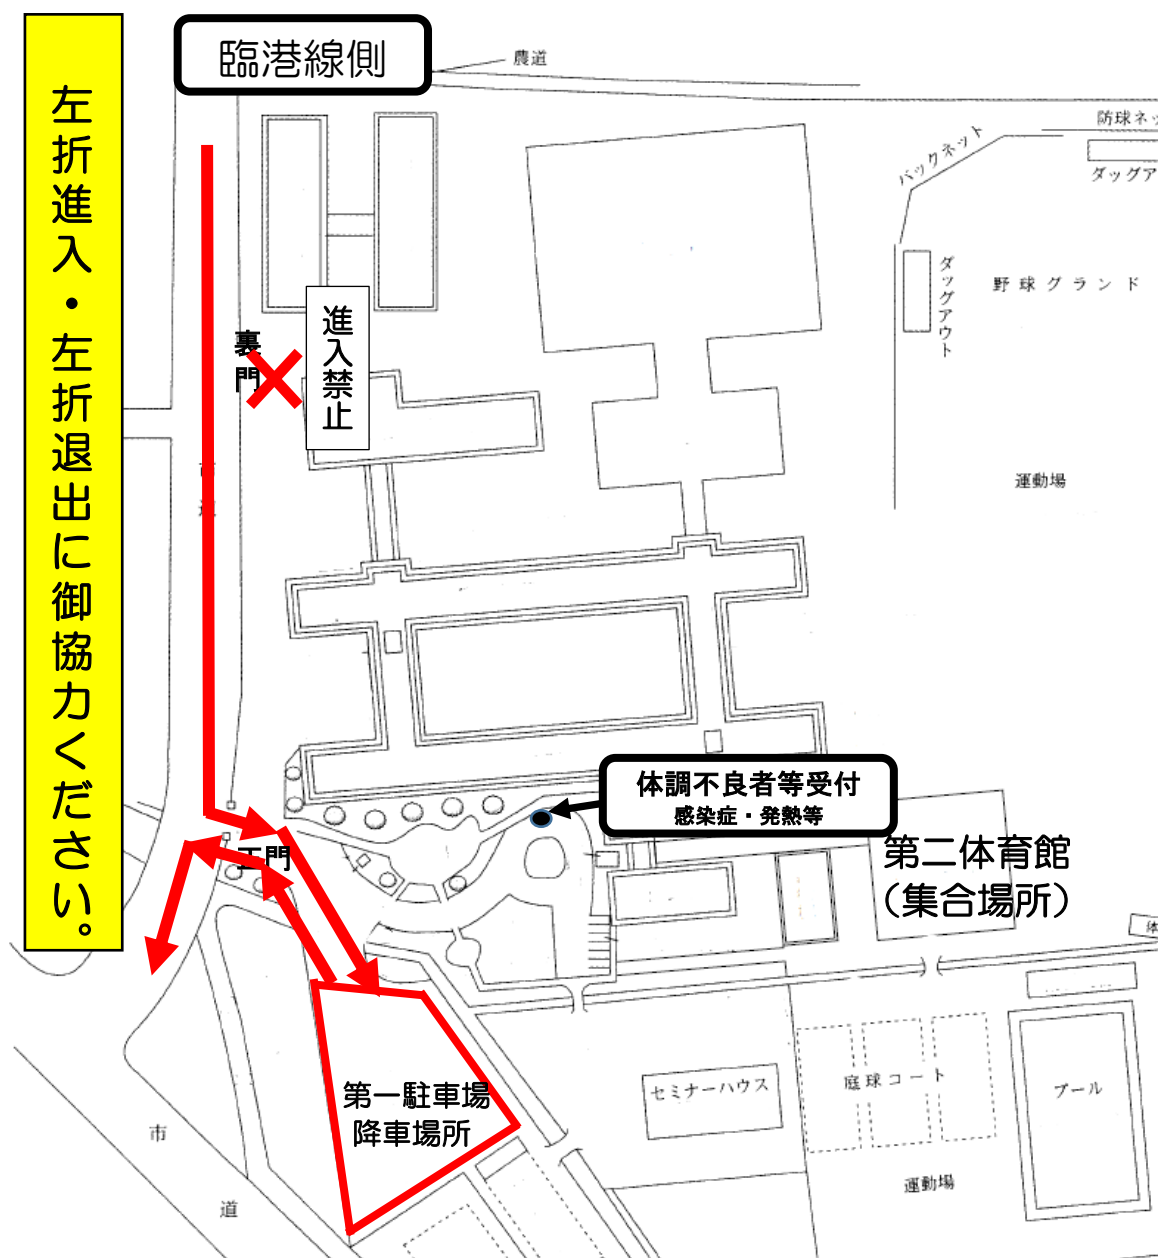 左折進入・左折退出に御協力ください。
臨港線側
農道
防球ネッ
バックネット
ダッグア
ダッグアウト
野球グランド
裏門
進入禁止
運動場
市道
体調不良者等受付
感染症・発熱等
正門
第二体育館
（集合場所）
体
第一駐車場
降車場所
セミナーハウス
庭球コート
プール
運動場
市道